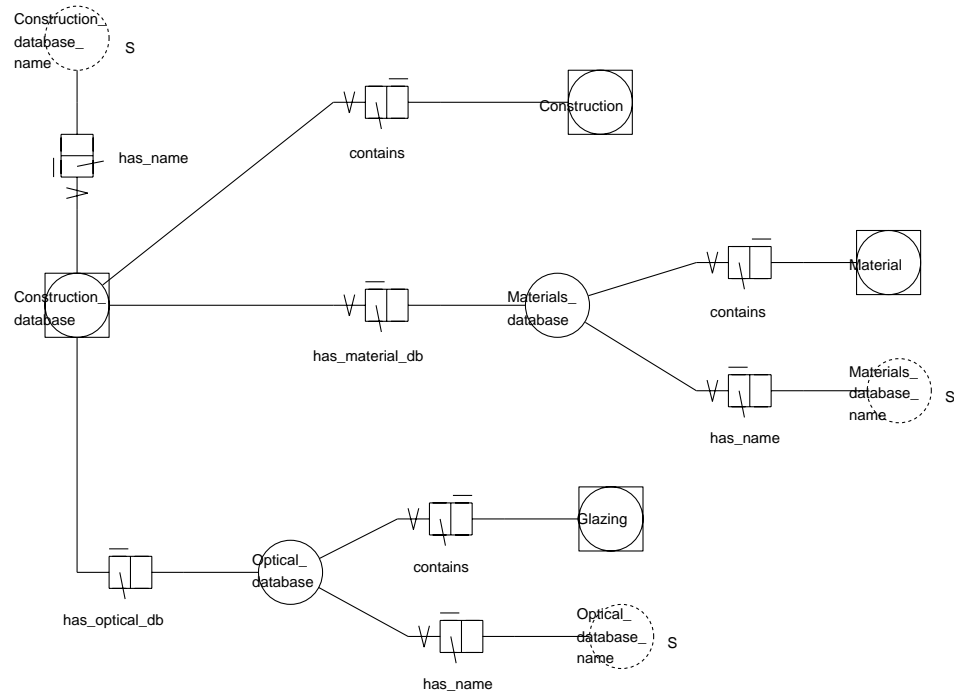 Construction_
database_
name
S
has_name
contains
Construction
Construction_
database
has_material_db
Materials_
database
contains
Material
has_name
Materials_
database_
name
S
has_optical_db
Optical_
database
contains
Glazing
has_name
Optical_
database_
name
S